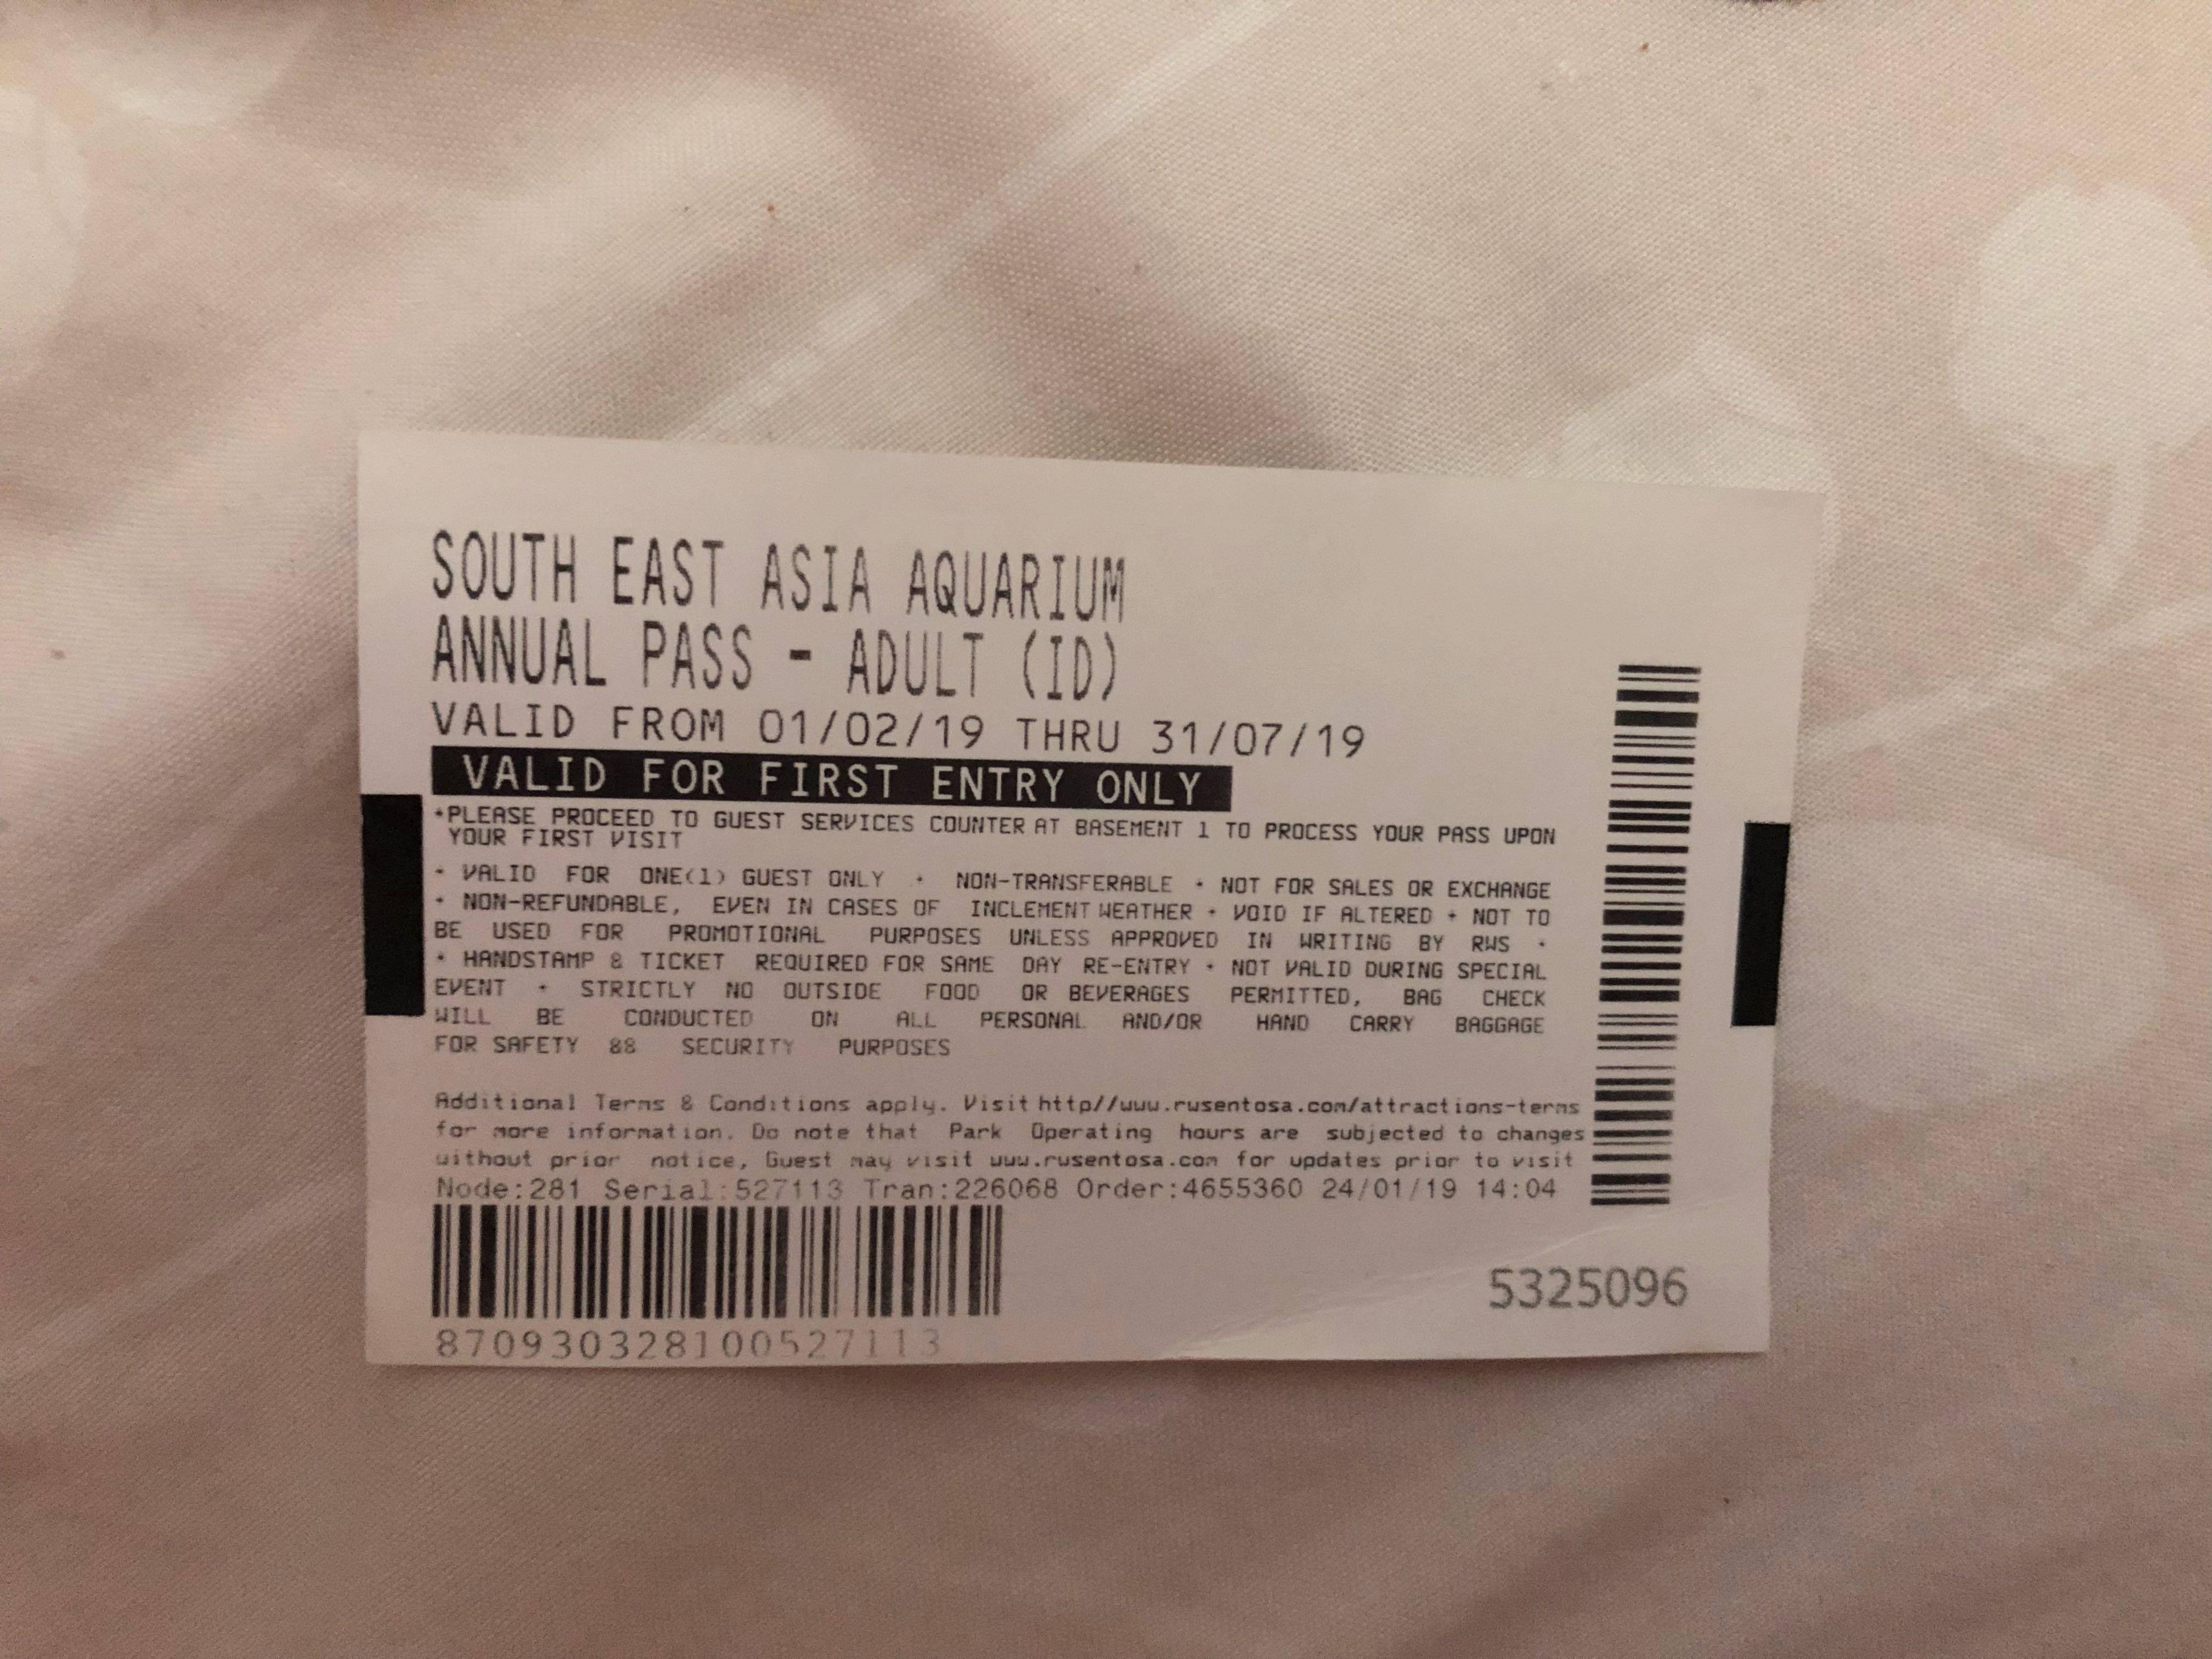 SOUTH EAST ASIA AQUARIUM
ANNUAL PASS - ADULT (ID)
VALID FROM 01/02/19 THRU 31/07/19
VALID FOR FIRST ENTRY ONLY
*PLEASE PROCEED TO GUEST SERVICES COUNTER AT BASEMENT 1 TO PROCESS YOUR PASS UPON
YOUR FIRST VISIT
* VALID FOR ONE(1) GUEST ONLY * NON-TRANSFERABLE * NOT FOR SALES OR EXCHANGE
* NON-REFUNDABLE, EVEN IN CASES OF INCLEMENT WEATHER * VOID IF ALTERED * NOT TO
BE USED FOR PROMOTIONAL PURPOSES UNLESS APPROVED IN WRITING BY RWS *
* HANDSTAMP & TICKET REQUIRED FOR SAME DAY RE-ENTRY * NOT VALID DURING SPECIAL
EVENT * STRICTLY NO OUTSIDE FOOD OR BEVERAGES PERMITTED, BAG CHECK
WILL BE CONDUCTED ON ALL PERSONAL AND/OR HAND CARRY BAGGAGE
FOR SAFETY && SECURITY PURPOSES
Additional Terms & Conditions apply. Visit http//www.rwsentosa.com/attractions-terms
for more information. Do note that Park Operating hours are subjected to changes
without prior notice, Guest may visit www.rwsentosa.com for updates prior to visit
Node:281 Serial:527113 Tran:226068 Order:4655360 24/01/19 14:04
870930328100527113
5325096